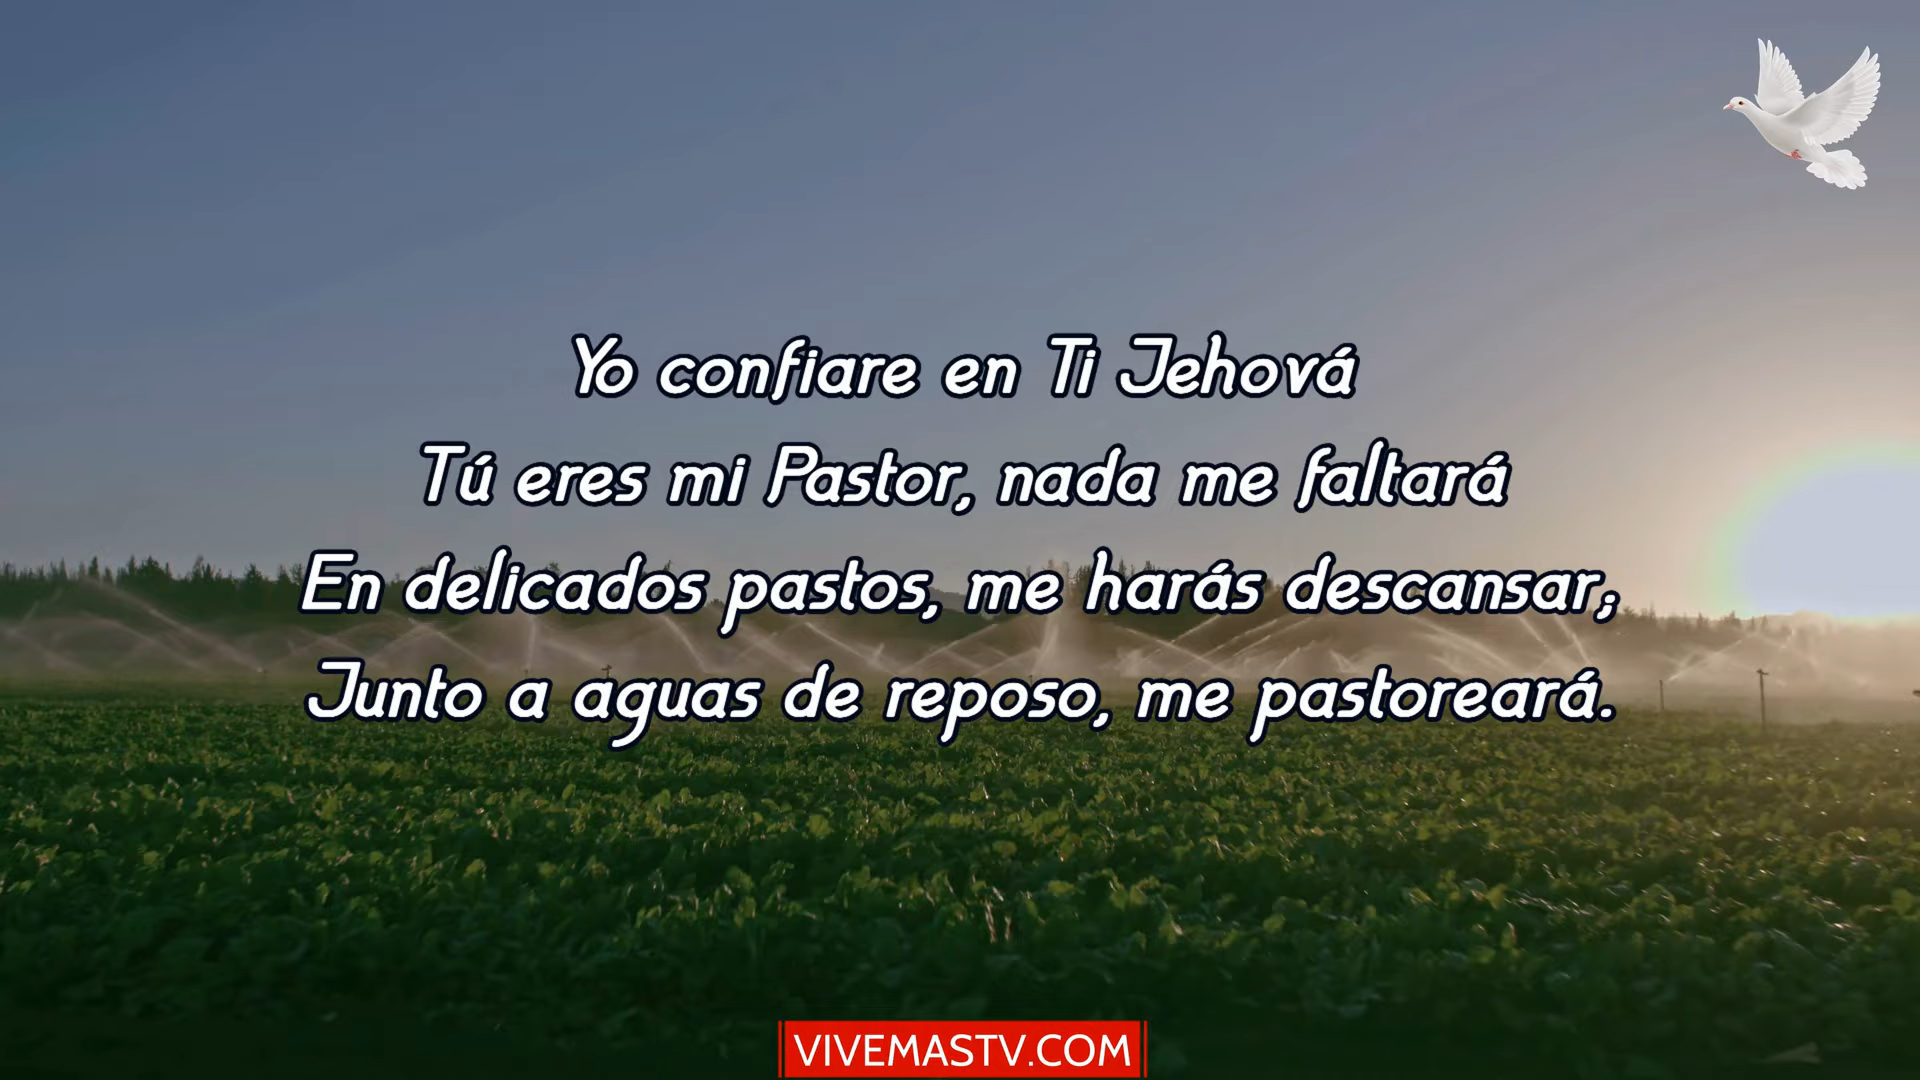 Yo confiare en Ti Jehová
Tú eres mi Pastor, nada me faltará
En delicados pastos, me harás descansar;
Junto a aguas de reposo, me pastoreará.
VIVEMASTV.COM